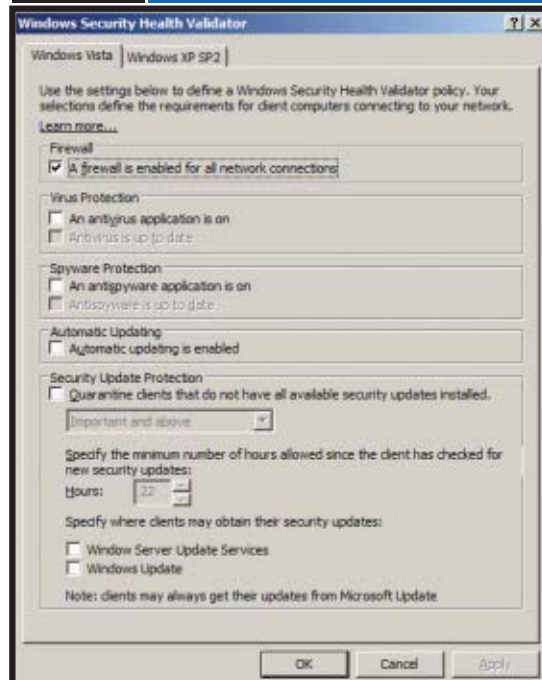 Windows Security Health Validator
Windows Vista
Windows XP SP2
Use the settings below to define a Windows Security Health Validator policy. Your
selections define the requirements for client computers connecting to your network.
Learn more...
Firewall
A firewall is enabled for all network connections
Virus Protection
An antivirus application is on
Antivirus is up to date
Spyware Protection
An antispyware application is on
Antispyware is up to date
Automatic Updating
Automatic updating is enabled
Security Update Protection
Quarantine clients that do not have all available security updates installed.
Important and above
Specify the minimum number of hours allowed since the client has checked for
new security updates:
Hours: 22
Specify where clients may obtain their security updates:
Window Server Update Services
Windows Update
Note: clients may always get their updates from Microsoft Update
OK
Cancel
Apply